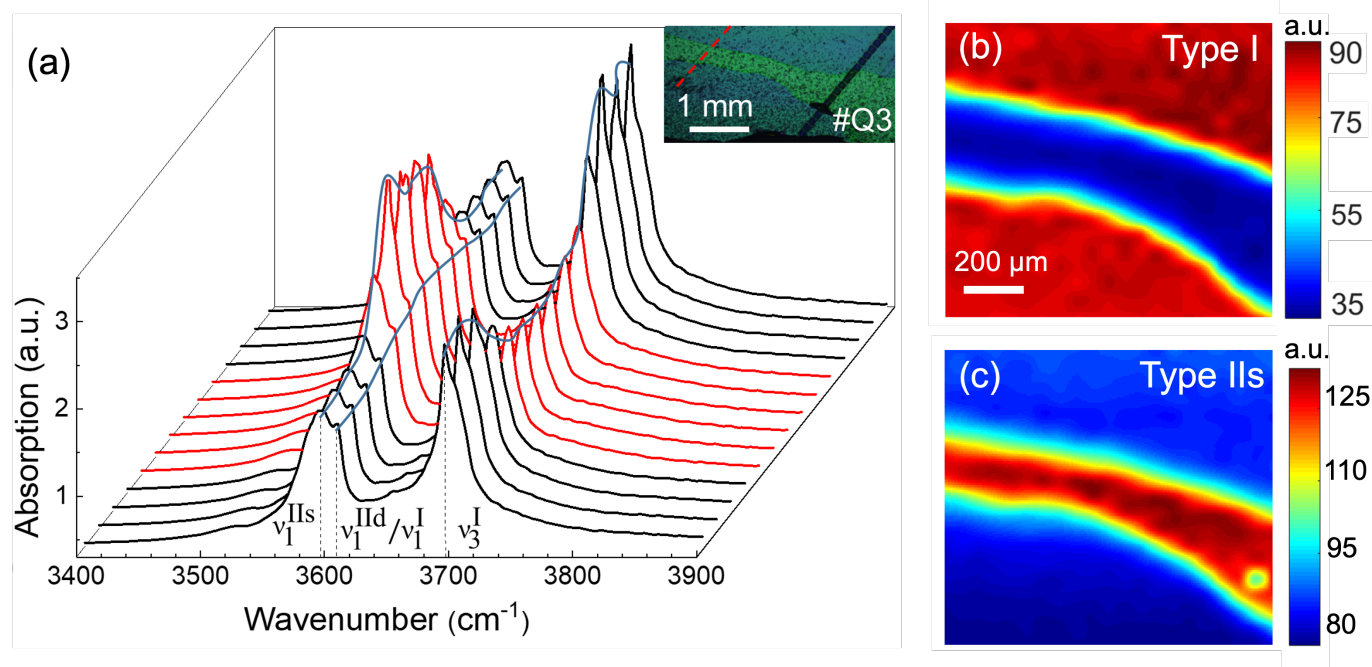 (a)
1 mm
#Q3
Absorption (a.u.)
3
2
1
ν₁ᴵᴵˢ
ν₁ᴵᴵᵈ/ν₁ᴵ
ν₃ᴵ
3400 3500 3600 3700 3800 3900
Wavenumber (cm⁻¹)
(b)
Type I
200 µm
a.u.
90
75
55
35
(c)
Type IIs
a.u.
125
110
95
80